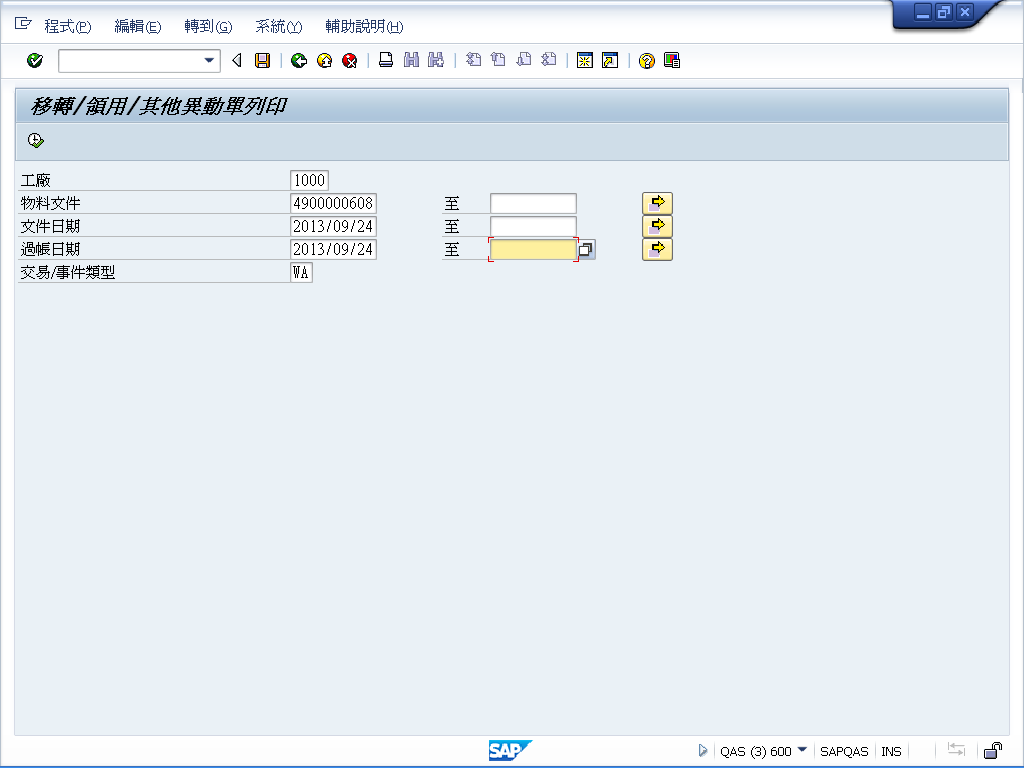 程式(P) 編輯(E) 轉到(G) 系統(Y) 輔助說明(H)
移轉/領用/其他異動單列印
工廠 1000
物料文件 4900000608 至
文件日期 2013/09/24 至
過帳日期 2013/09/24 至
交易/事件類型 WA
SAP QAS (3) 600 SAPQAS INS